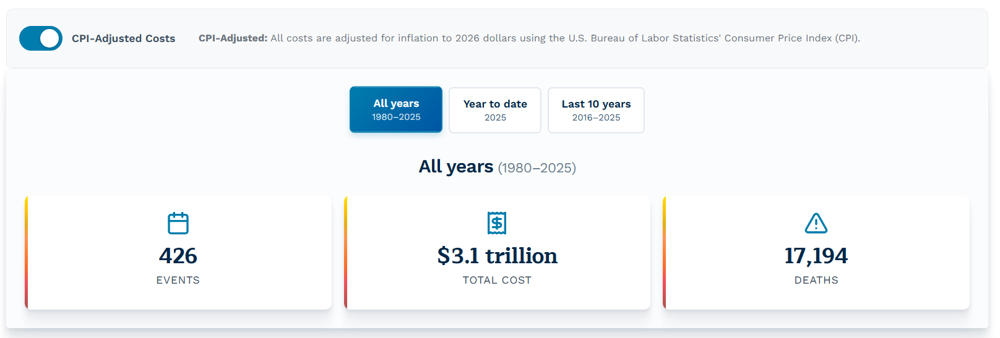 CPI-Adjusted Costs
CPI-Adjusted: All costs are adjusted for inflation to 2026 dollars using the U.S. Bureau of Labor Statistics' Consumer Price Index (CPI).
All years
1980–2025
Year to date
2025
Last 10 years
2016–2025
All years (1980–2025)
426
EVENTS
$3.1 trillion
TOTAL COST
17,194
DEATHS